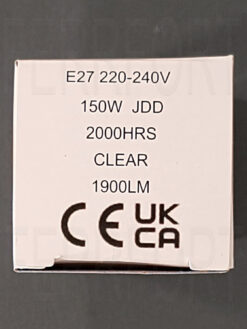 E27 220-240V
150W JDD
2000HRS
CLEAR
1900LM
CE UK
CA